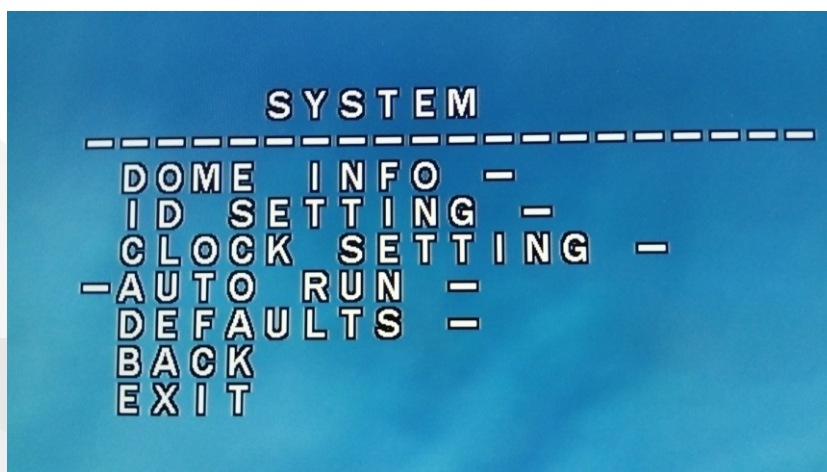 SYSTEM
--------------------
DOME INFO -
ID SETTING -
CLOCK SETTING -
-AUTO RUN -
DEFAULTS -
BACK
EXIT